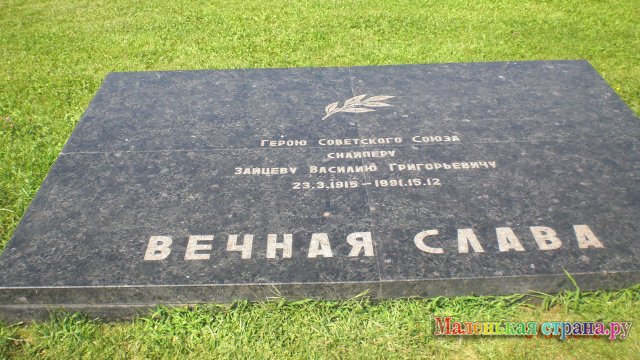 Герою Советского Союза
снайперу
Зайцеву Василию Григорьевичу
23.3.1915 – 1991.15.12
ВЕЧНАЯ СЛАВА
Маленькая страна.ру